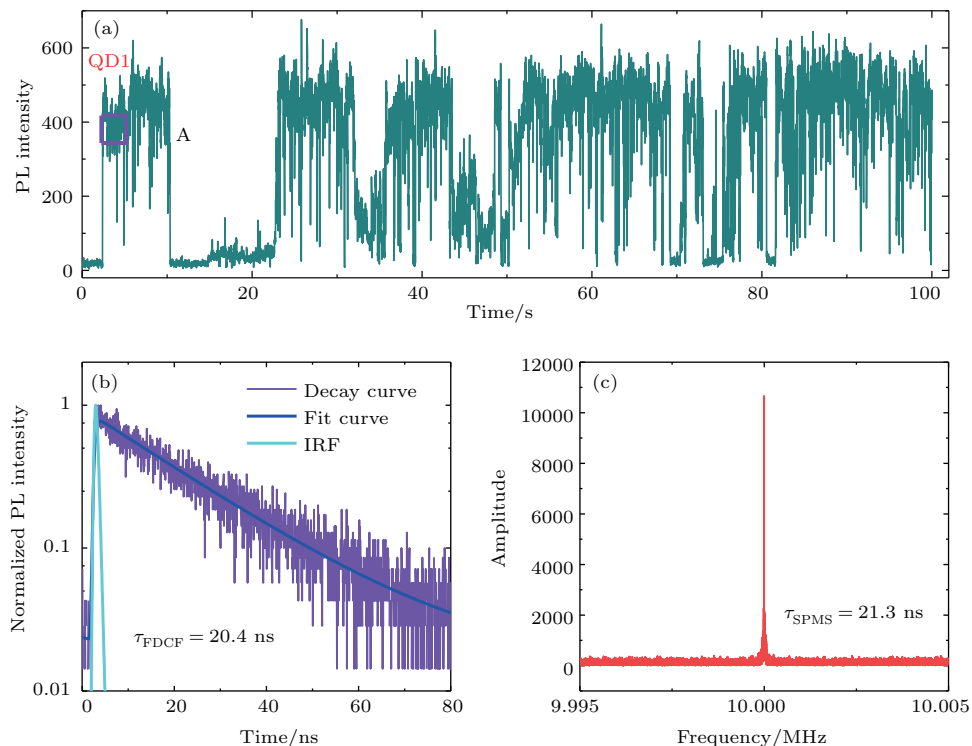 (a)
QD1
A
600
400
200
0
PL intensity
0 20 40 60 80 100
Time/s
(b)
Decay curve
Fit curve
IRF
1
0.1
0.01
Normalized PL intensity
τFDCF = 20.4 ns
0 20 40 60 80
Time/ns
(c)
12000
10000
8000
6000
4000
2000
0
Amplitude
τSPMS = 21.3 ns
9.995 10.000 10.005
Frequency/MHz